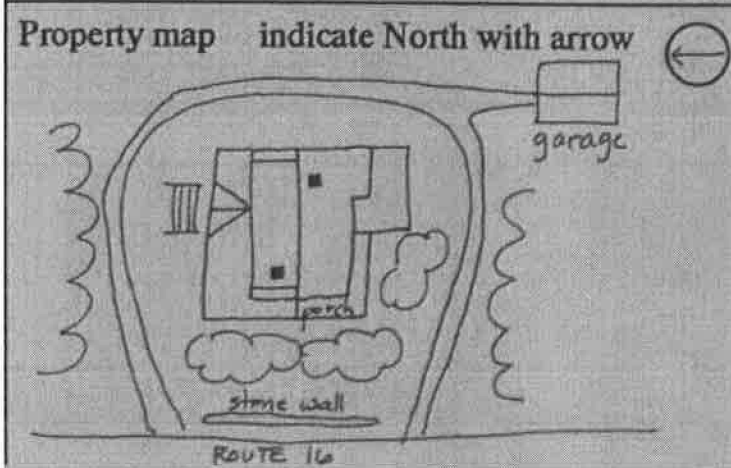 Property map indicate North with arrow
garage
porch
stone wall
ROUTE 16